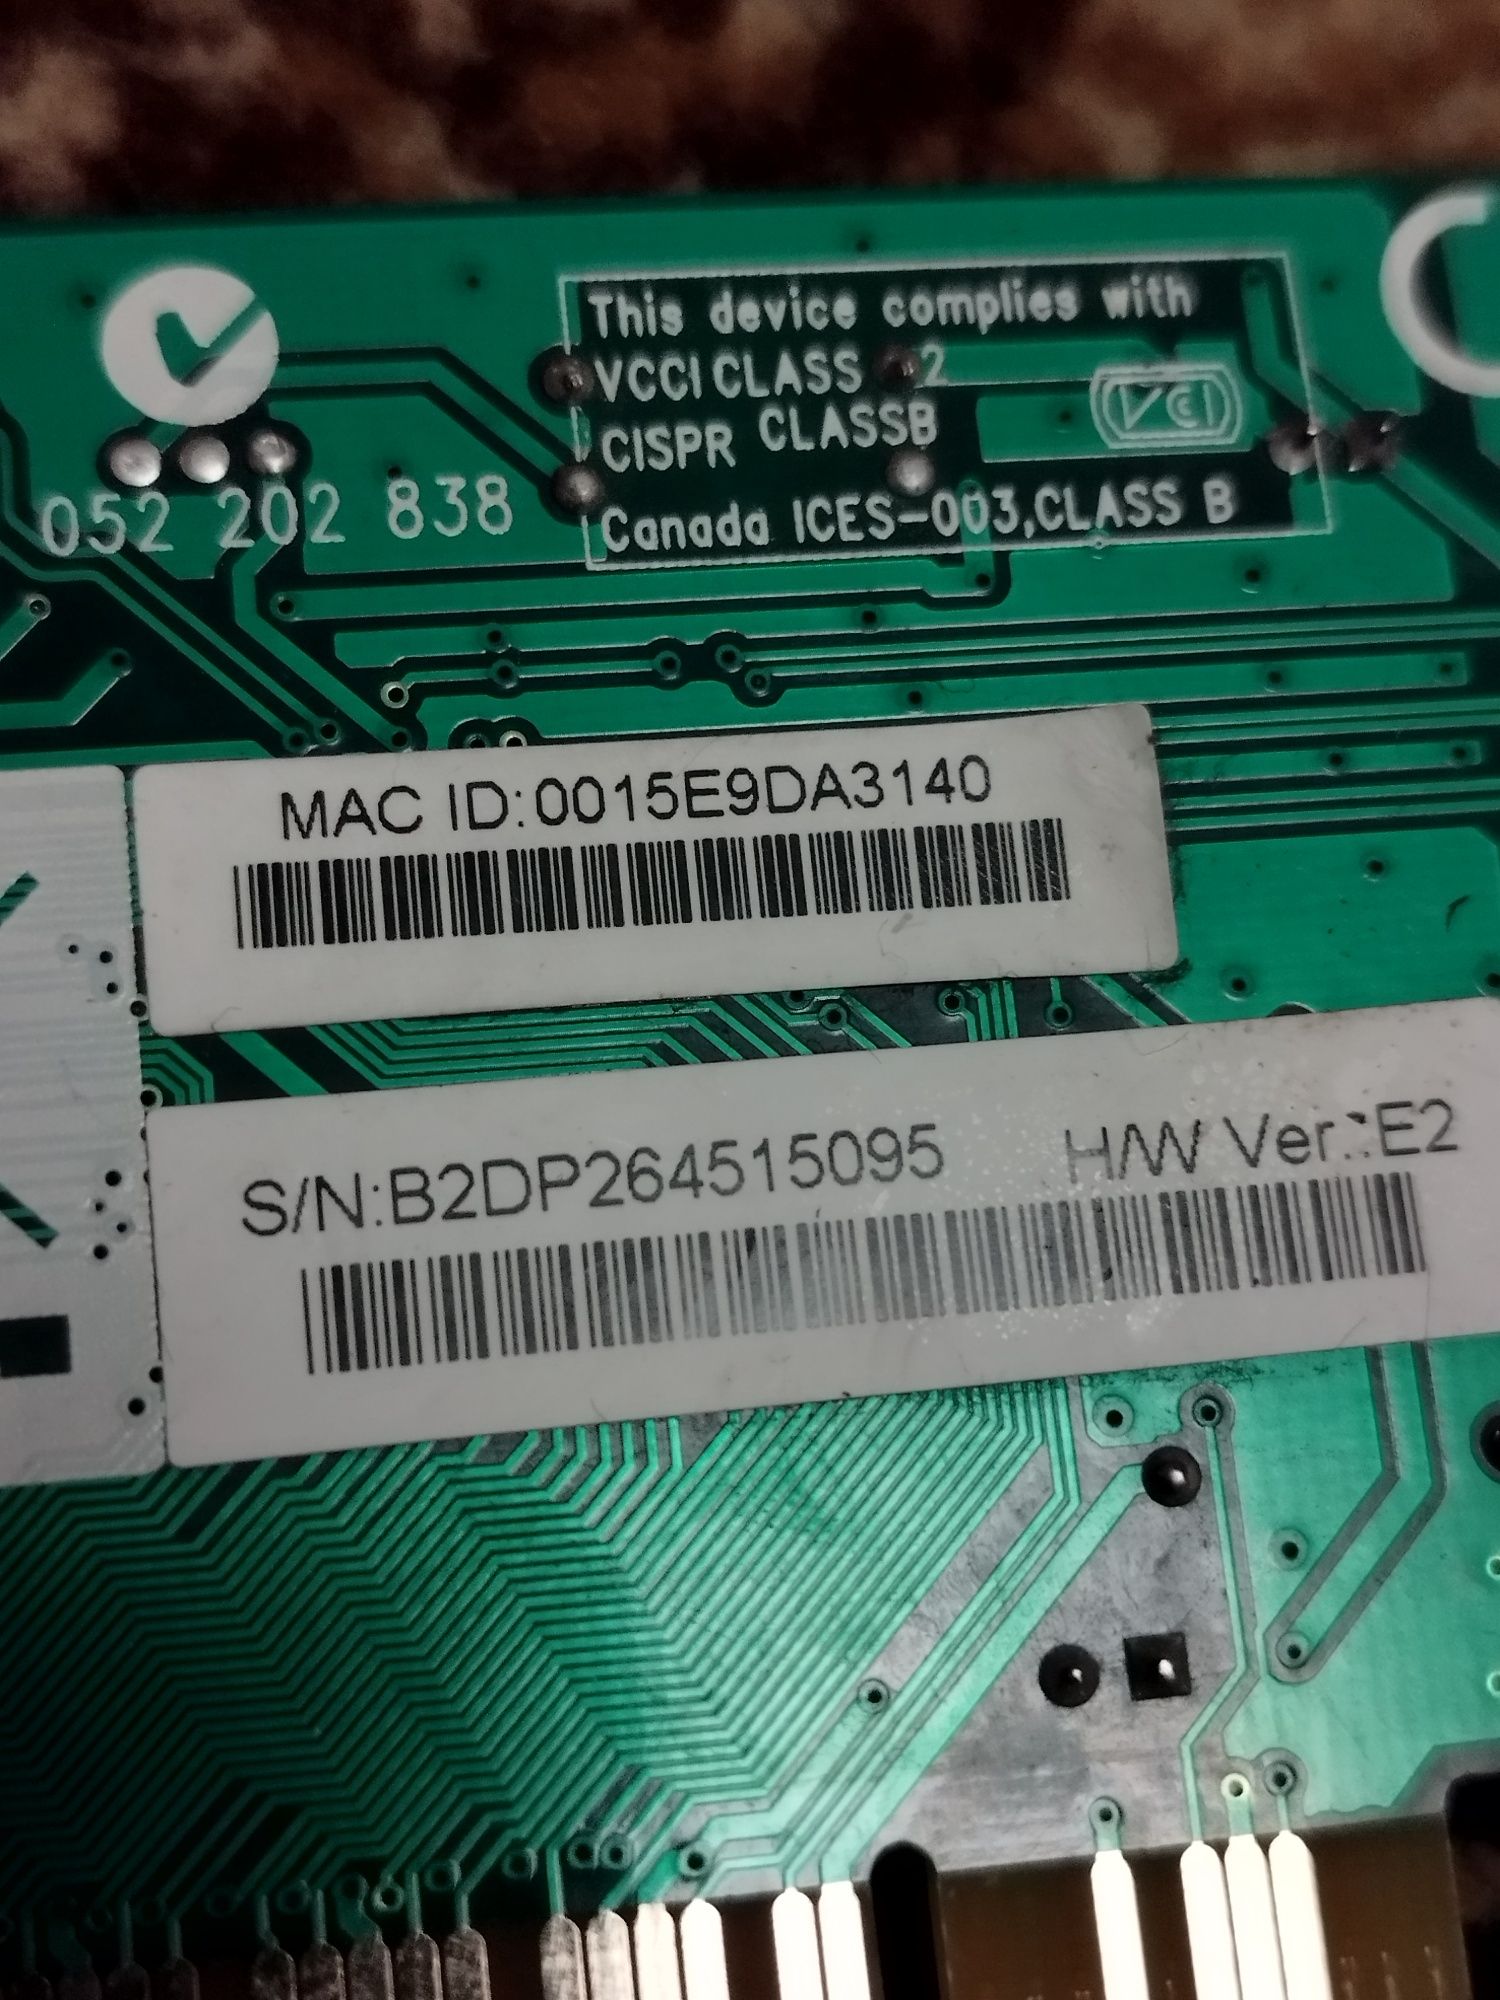 This device complies with
VCCI CLASS 2
CISPR CLASSB
VCI
Canada ICES-003,CLASS B
052 202 838
MAC ID:0015E9DA3140
S/N:B2DP264515095 H/W Ver.:E2